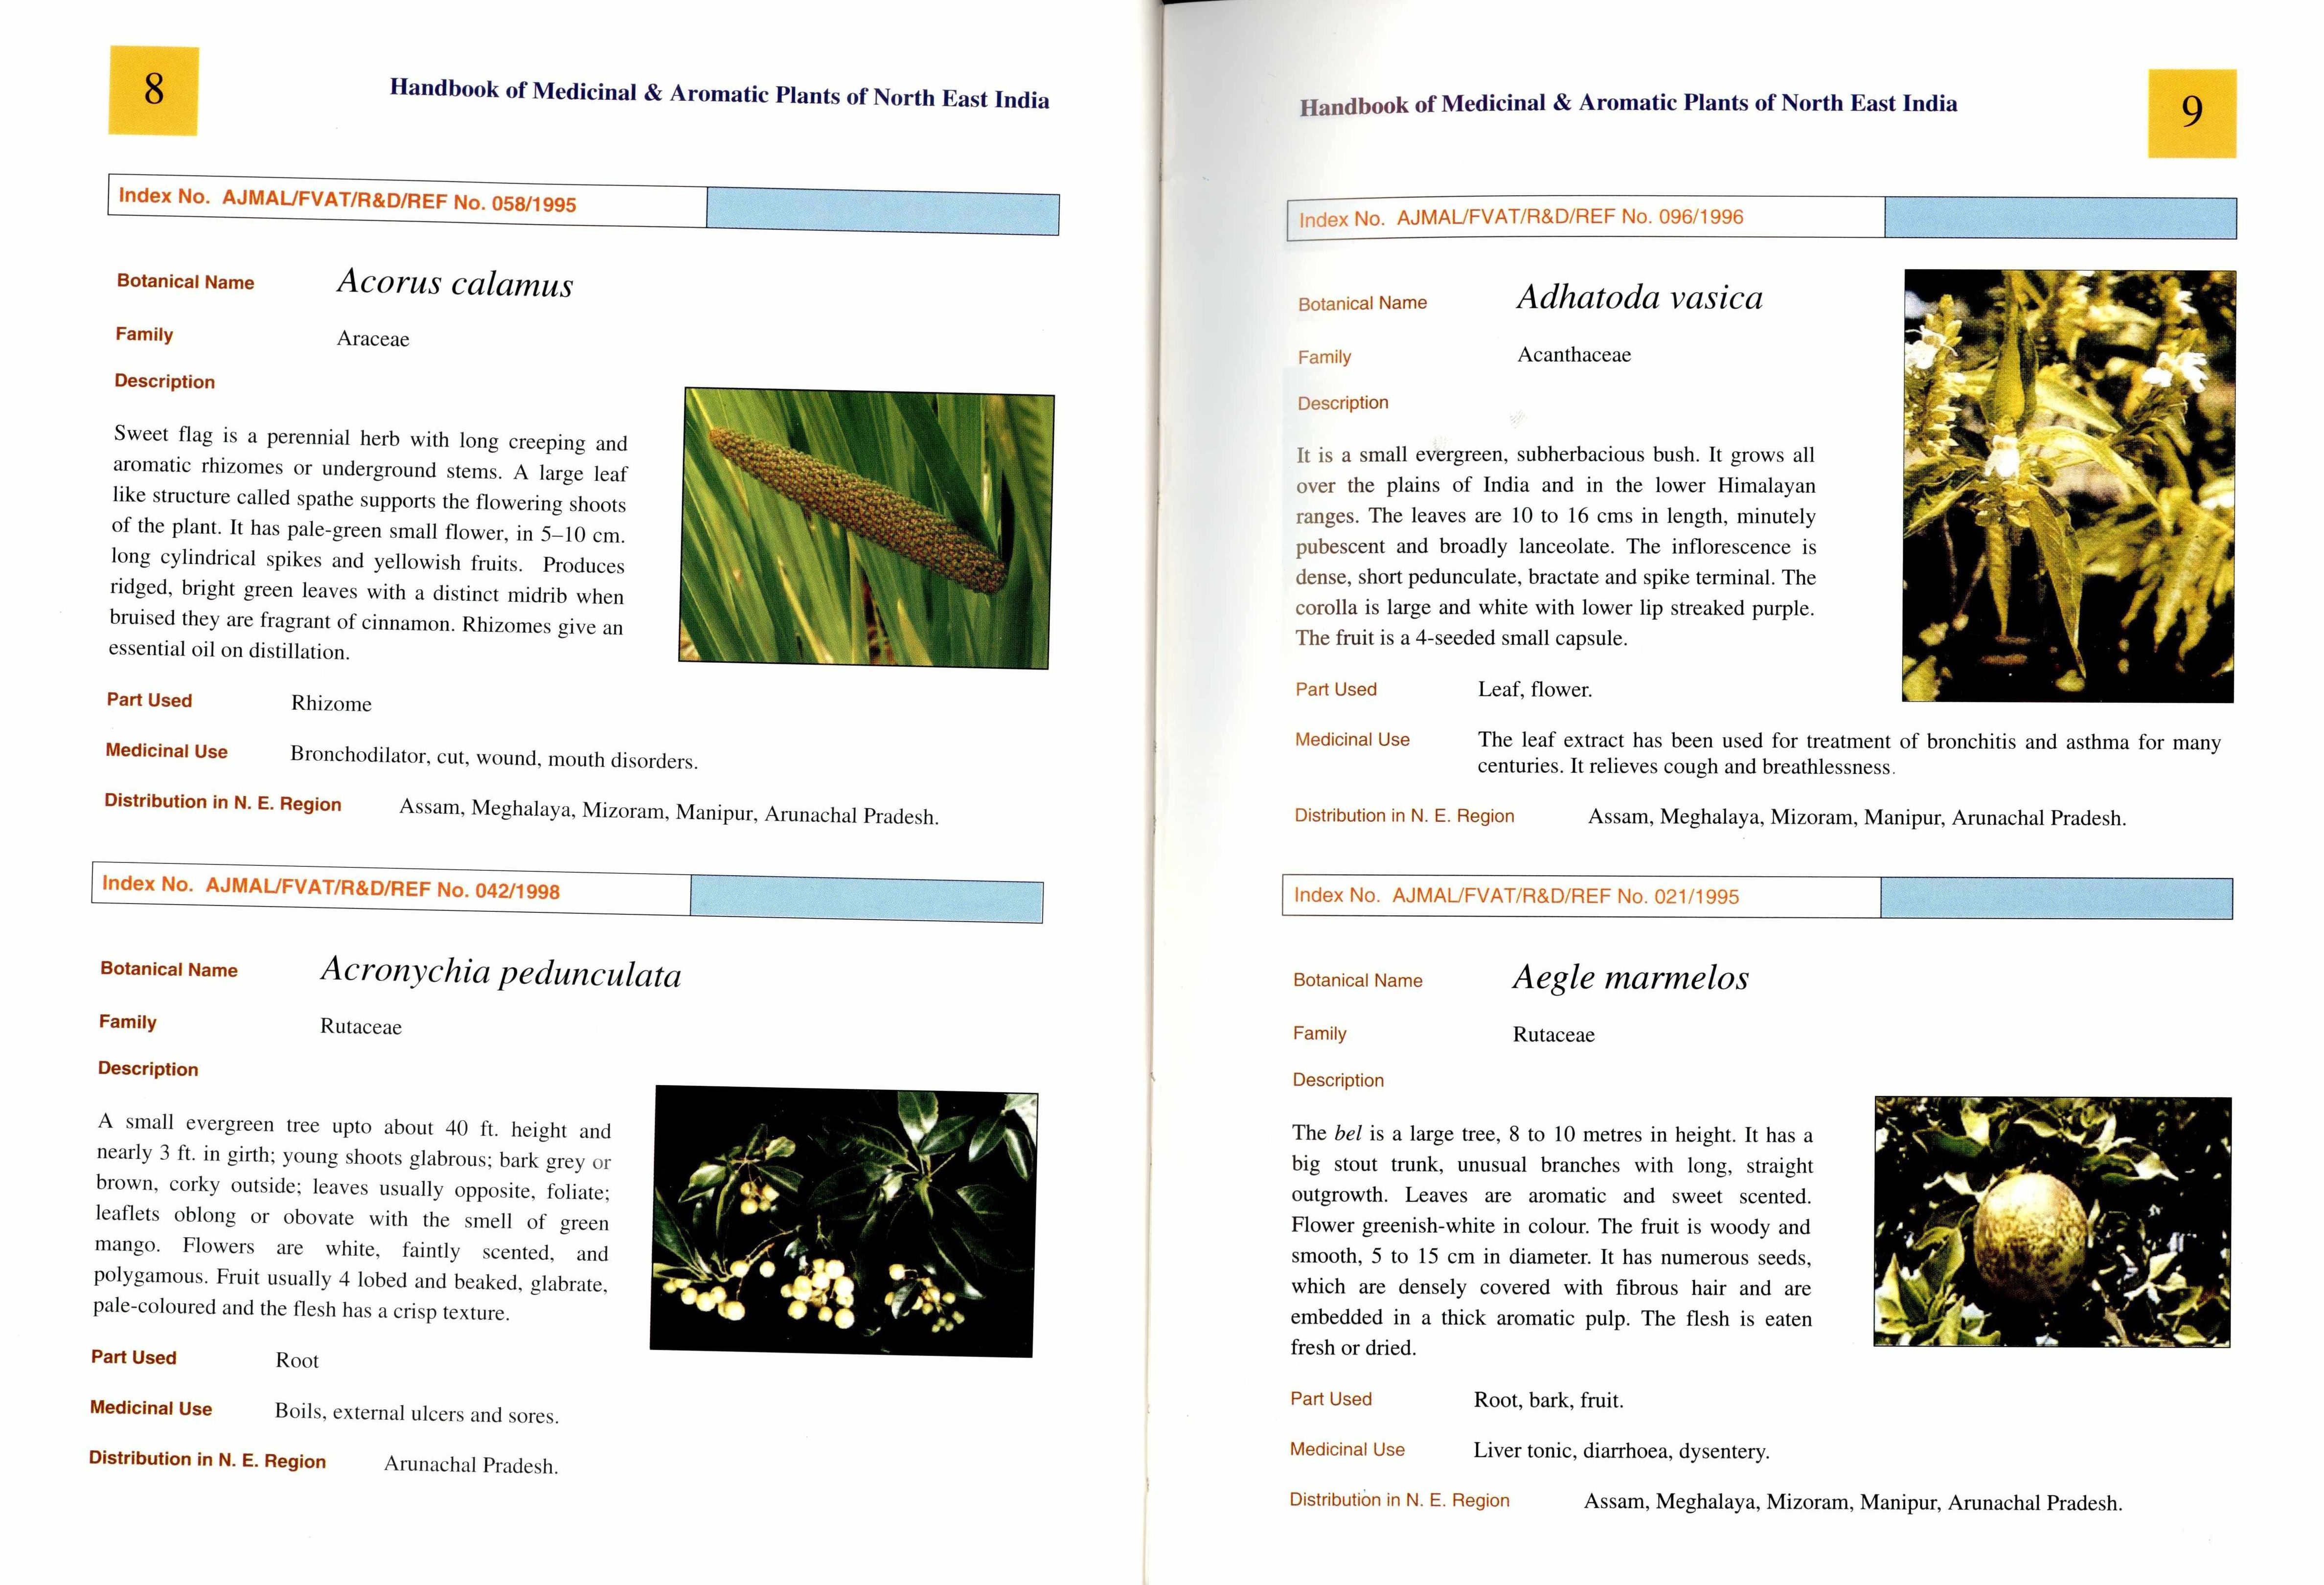 8
Handbook of Medicinal & Aromatic Plants of North East India
Index No. AJMAL/FVAT/R&D/REF No. 058/1995
Botanical Name Acorus calamus
Family Araceae
Description
Sweet flag is a perennial herb with long creeping and
aromatic rhizomes or underground stems. A large leaf
like structure called spathe supports the flowering shoots
of the plant. It has pale-green small flower, in 5–10 cm.
long cylindrical spikes and yellowish fruits. Produces
ridged, bright green leaves with a distinct midrib when
bruised they are fragrant of cinnamon. Rhizomes give an
essential oil on distillation.
Part Used Rhizome
Medicinal Use Bronchodilator, cut, wound, mouth disorders.
Distribution in N. E. Region Assam, Meghalaya, Mizoram, Manipur, Arunachal Pradesh.
Index No. AJMAL/FVAT/R&D/REF No. 042/1998
Botanical Name Acronychia pedunculata
Family Rutaceae
Description
A small evergreen tree upto about 40 ft. height and
nearly 3 ft. in girth; young shoots glabrous; bark grey or
brown, corky outside; leaves usually opposite, foliate;
leaflets oblong or obovate with the smell of green
mango. Flowers are white, faintly scented, and
polygamous. Fruit usually 4 lobed and beaked, glabrate,
pale-coloured and the flesh has a crisp texture.
Part Used Root
Medicinal Use Boils, external ulcers and sores.
Distribution in N. E. Region Arunachal Pradesh.
Handbook of Medicinal & Aromatic Plants of North East India
9
Index No. AJMAL/FVAT/R&D/REF No. 096/1996
Botanical Name Adhatoda vasica
Family Acanthaceae
Description
It is a small evergreen, subherbacious bush. It grows all
over the plains of India and in the lower Himalayan
ranges. The leaves are 10 to 16 cms in length, minutely
pubescent and broadly lanceolate. The inflorescence is
dense, short pedunculate, bractate and spike terminal. The
corolla is large and white with lower lip streaked purple.
The fruit is a 4-seeded small capsule.
Part Used Leaf, flower.
Medicinal Use The leaf extract has been used for treatment of bronchitis and asthma for many
centuries. It relieves cough and breathlessness.
Distribution in N. E. Region Assam, Meghalaya, Mizoram, Manipur, Arunachal Pradesh.
Index No. AJMAL/FVAT/R&D/REF No. 021/1995
Botanical Name Aegle marmelos
Family Rutaceae
Description
The bel is a large tree, 8 to 10 metres in height. It has a
big stout trunk, unusual branches with long, straight
outgrowth. Leaves are aromatic and sweet scented.
Flower greenish-white in colour. The fruit is woody and
smooth, 5 to 15 cm in diameter. It has numerous seeds,
which are densely covered with fibrous hair and are
embedded in a thick aromatic pulp. The flesh is eaten
fresh or dried.
Part Used Root, bark, fruit.
Medicinal Use Liver tonic, diarrhoea, dysentery.
Distribution in N. E. Region Assam, Meghalaya, Mizoram, Manipur, Arunachal Pradesh.